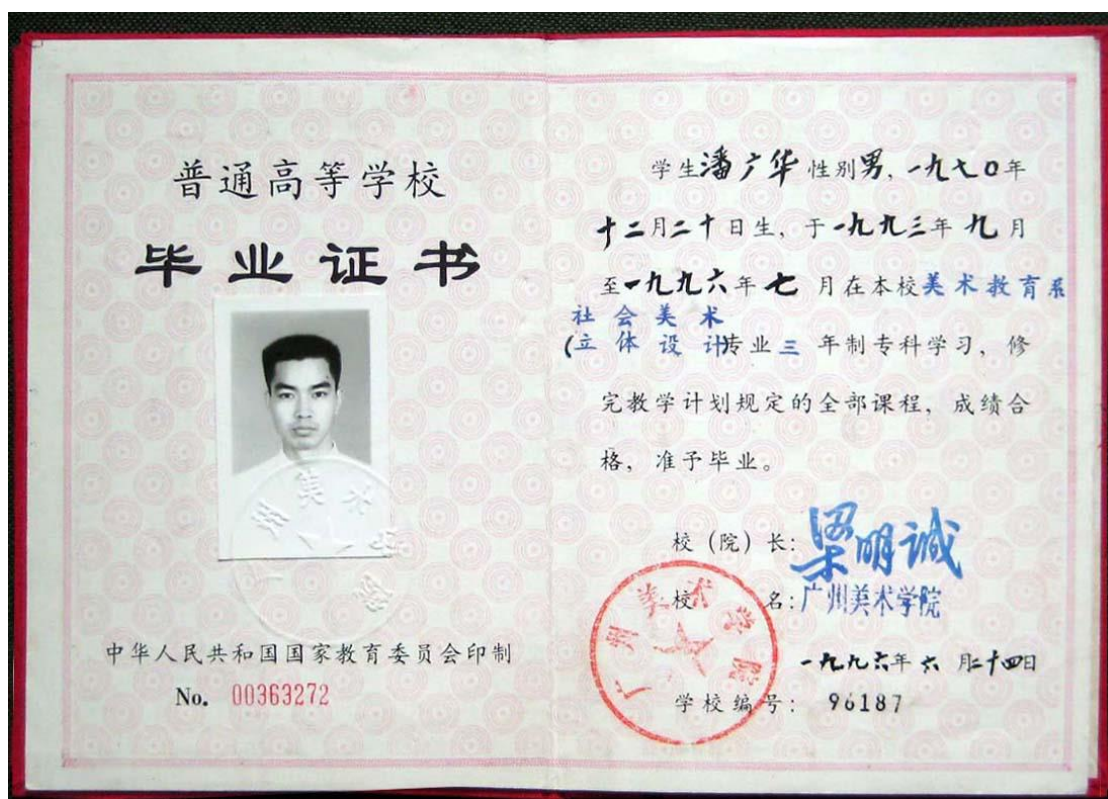 普通高等学校
毕业证书
中华人民共和国国家教育委员会印制
No. 00363272
学生潘广华性别男,一九七〇年
十二月二十日生,于一九九三年九月
至一九九六年七月在本校美术教育系
社会美术
(立体设计专业三年制专科学习,修
完教学计划规定的全部课程,成绩合
格,准予毕业。
校(院)长:梁明诚
校名:广州美术学院
一九九六年六月二十四日
学校编号:96187
广州美术学院